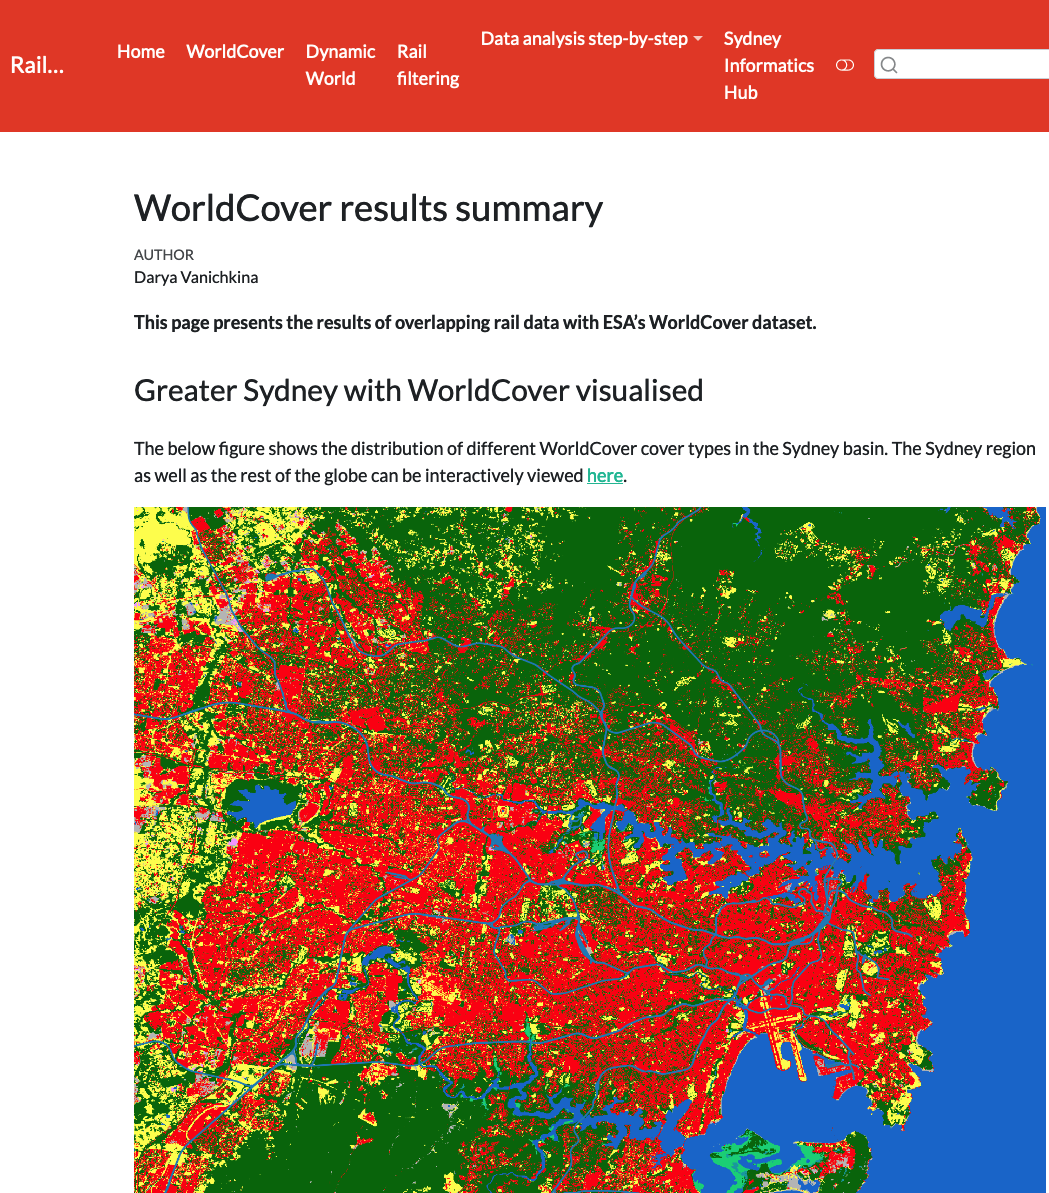 Rail...
Home
WorldCover
Dynamic
World
Rail
filtering
Data analysis step-by-step
Sydney
Informatics
Hub
WorldCover results summary
AUTHOR
Darya Vanichkina
This page presents the results of overlapping rail data with ESA’s WorldCover dataset.
Greater Sydney with WorldCover visualised
The below figure shows the distribution of different WorldCover cover types in the Sydney basin. The Sydney region
as well as the rest of the globe can be interactively viewed here.